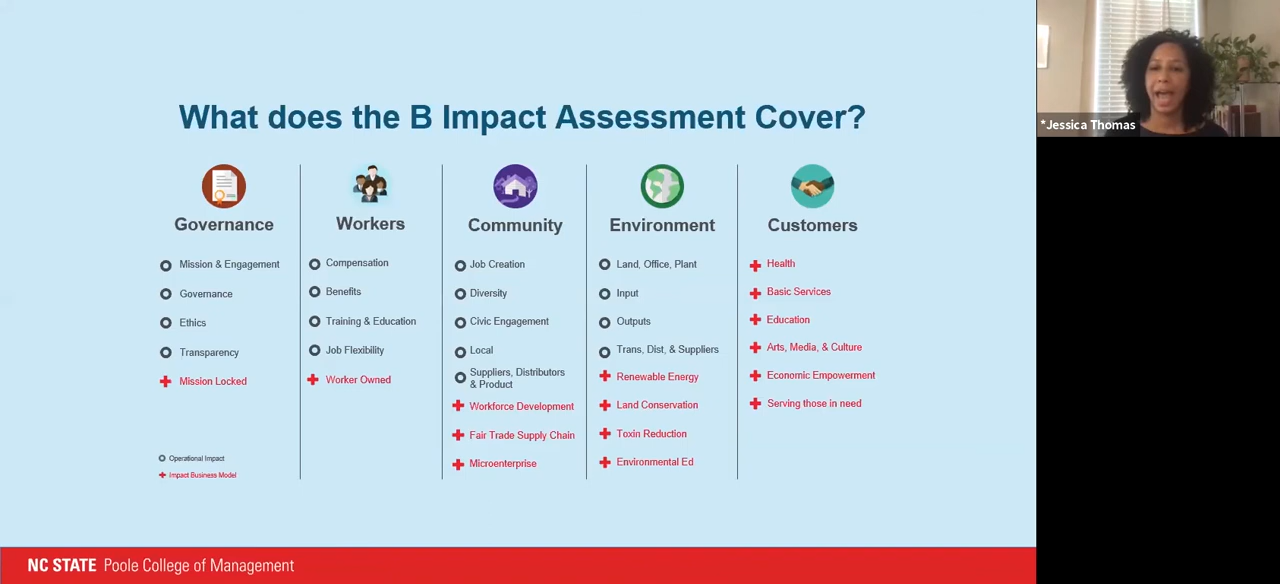 What does the B Impact Assessment Cover?
*Jessica Thomas
Governance
Mission & Engagement
Governance
Ethics
Transparency
Mission Locked
Workers
Compensation
Benefits
Training & Education
Job Flexibility
Worker Owned
Community
Job Creation
Diversity
Civic Engagement
Local
Suppliers, Distributors
& Product
Workforce Development
Fair Trade Supply Chain
Microenterprise
Environment
Land, Office, Plant
Input
Outputs
Trans, Dist, & Suppliers
Renewable Energy
Land Conservation
Toxin Reduction
Environmental Ed
Customers
Health
Basic Services
Education
Arts, Media, & Culture
Economic Empowerment
Serving those in need
Operational Impact
Impact Business Model
NC STATE Poole College of Management